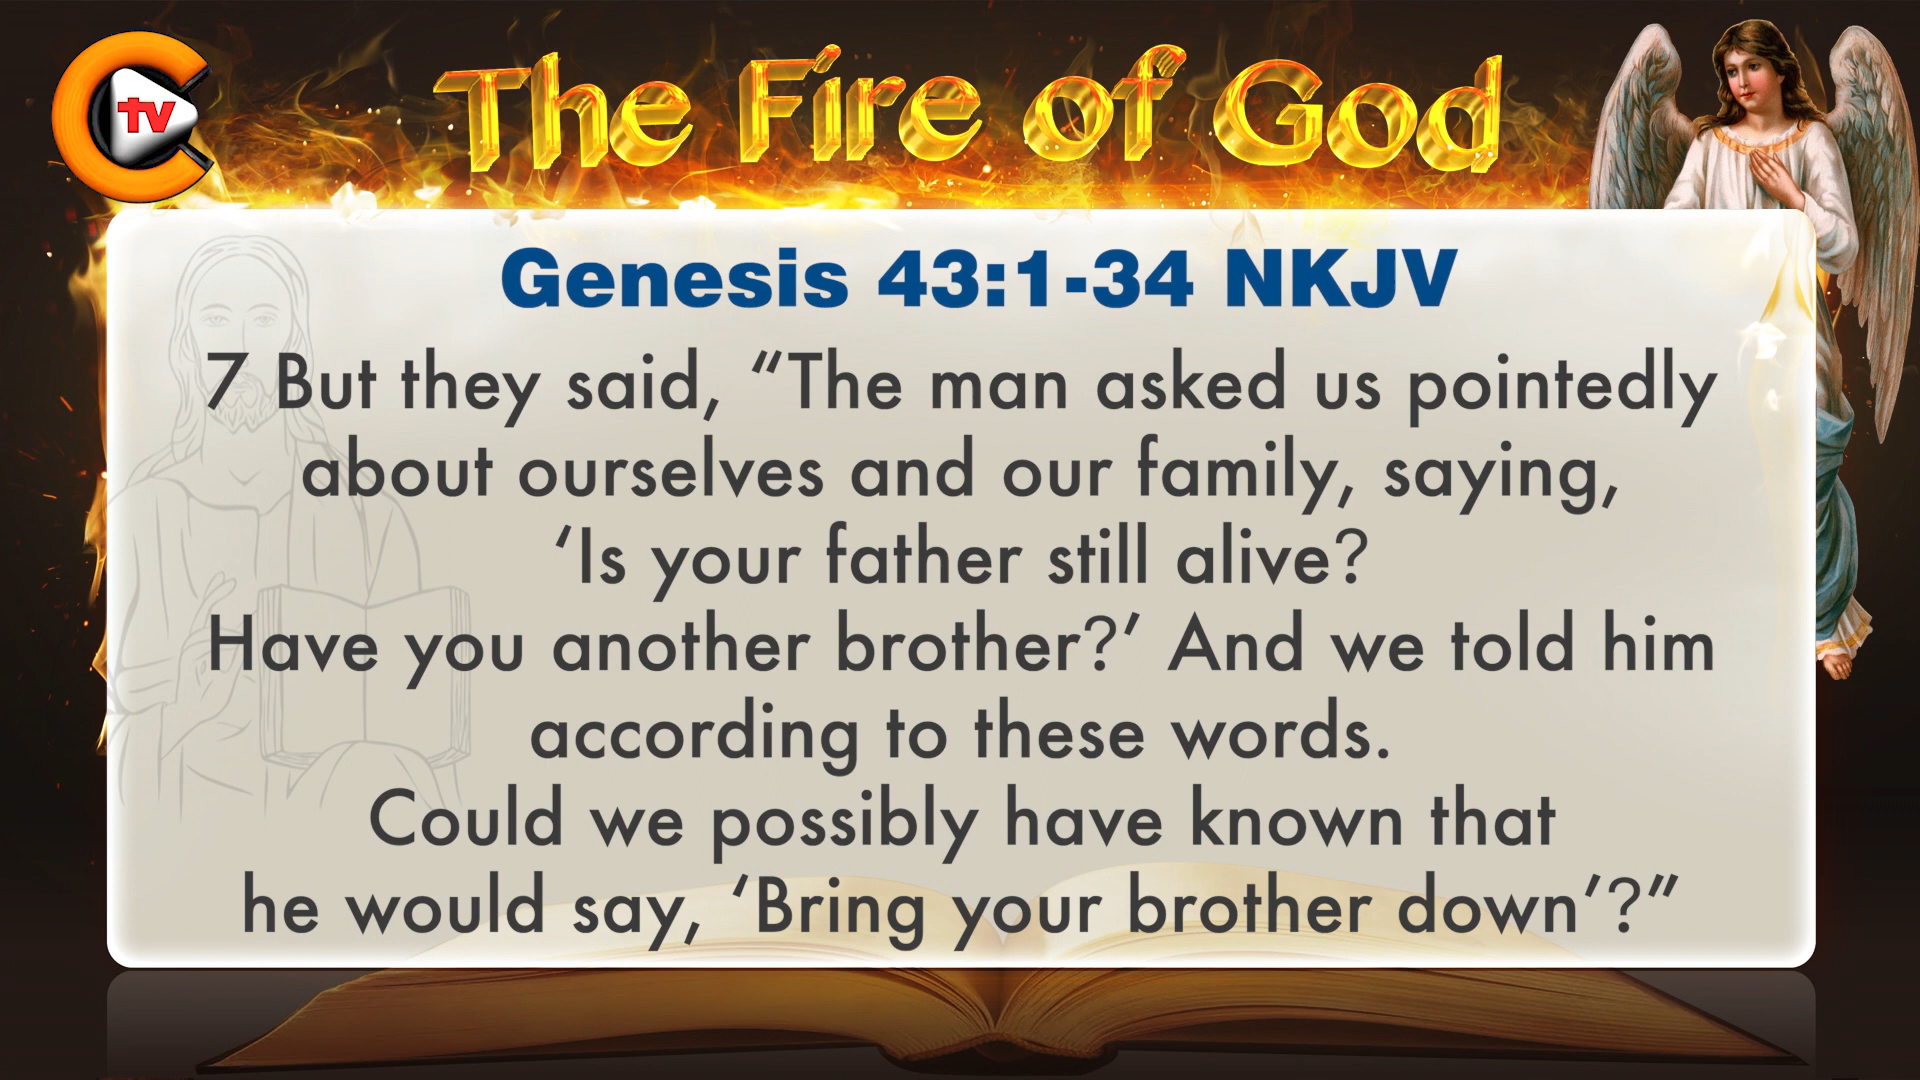 tv
The Fire of God
Genesis 43:1-34 NKJV
7 But they said, “The man asked us pointedly
about ourselves and our family, saying,
‘Is your father still alive?
Have you another brother?’ And we told him
according to these words.
Could we possibly have known that
he would say, ‘Bring your brother down’?”